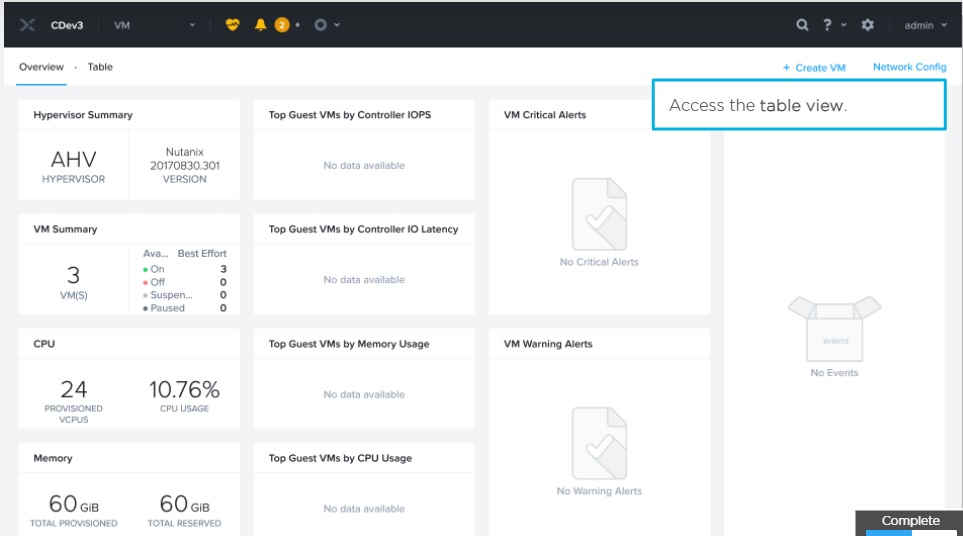 CDev3 VM 2 ? admin
Overview · Table + Create VM Network Config
Access the table view.
Hypervisor Summary
AHV
HYPERVISOR
Nutanix
20170830.301
VERSION
VM Summary
3
VM(S)
Ava... Best Effort
On 3
Off 0
Suspen... 0
Paused 0
CPU
24
PROVISIONED
VCPUS
10.76%
CPU USAGE
Memory
60 GiB
TOTAL PROVISIONED
60 GiB
TOTAL RESERVED
Top Guest VMs by Controller IOPS
No data available
Top Guest VMs by Controller IO Latency
No data available
Top Guest VMs by Memory Usage
No data available
Top Guest VMs by CPU Usage
No data available
VM Critical Alerts
No Critical Alerts
VM Warning Alerts
No Warning Alerts
EVENTS
No Events
Complete